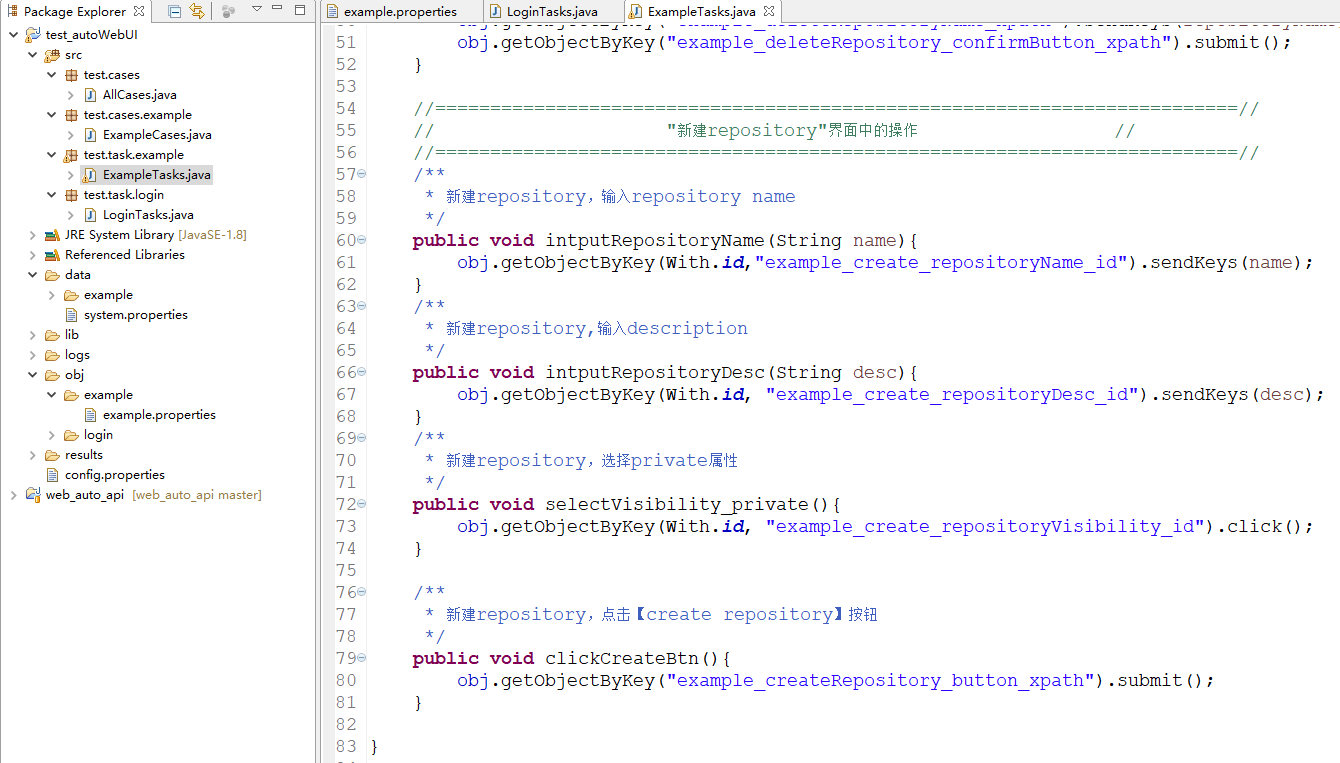 Package Explorer
test_autoWebUI
src
test.cases
AllCases.java
test.cases.example
ExampleCases.java
test.task.example
ExampleTasks.java
test.task.login
LoginTasks.java
JRE System Library [JavaSE-1.8]
Referenced Libraries
data
example
system.properties
lib
logs
obj
example
example.properties
login
results
config.properties
web_auto_api [web_auto_api master]
example.properties LoginTasks.java ExampleTasks.java
51 obj.getObjectByKey("example_deleteRepository_confirmButton_xpath").submit();
52 }
53
54 //=========================================================================//
55 // "新建repository"界面中的操作 //
56 //=========================================================================//
57 /**
58 * 新建repository，输入repository name
59 */
60 public void intputRepositoryName(String name){
61 obj.getObjectByKey(With.id,"example_create_repositoryName_id").sendKeys(name);
62 }
63 /**
64 * 新建repository,输入description
65 */
66 public void intputRepositoryDesc(String desc){
67 obj.getObjectByKey(With.id, "example_create_repositoryDesc_id").sendKeys(desc);
68 }
69 /**
70 * 新建repository，选择private属性
71 */
72 public void selectVisibility_private(){
73 obj.getObjectByKey(With.id, "example_create_repositoryVisibility_id").click();
74 }
75
76 /**
77 * 新建repository，点击【create repository】按钮
78 */
79 public void clickCreateBtn(){
80 obj.getObjectByKey("example_createRepository_button_xpath").submit();
81 }
82
83 }